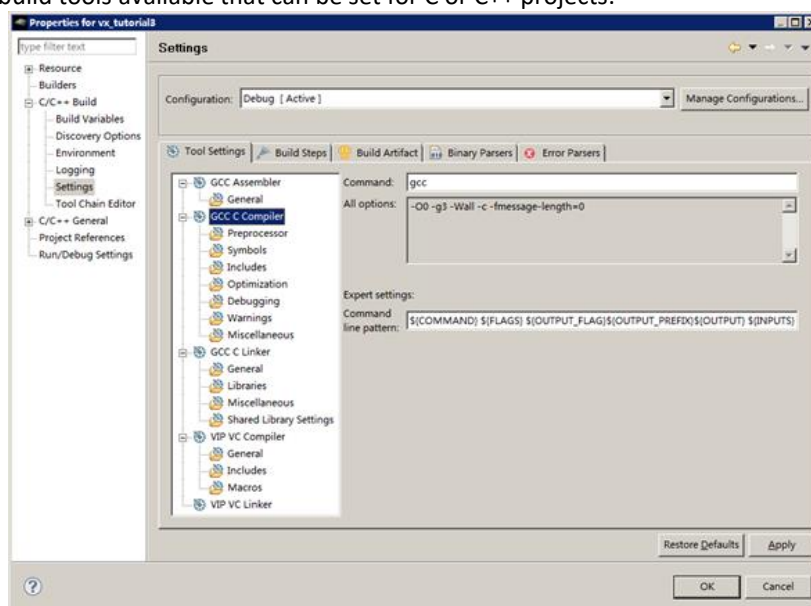 build tools available that can be set for C or C++ projects.
Properties for vx_tutorial3
type filter text
Settings
Resource
Builders
C/C++ Build
Build Variables
Discovery Options
Environment
Logging
Settings
Tool Chain Editor
C/C++ General
Project References
Run/Debug Settings
Configuration:
Debug [ Active ]
Manage Configurations...
Tool Settings
Build Steps
Build Artifact
Binary Parsers
Error Parsers
GCC Assembler
General
GCC C Compiler
Preprocessor
Symbols
Includes
Optimization
Debugging
Warnings
Miscellaneous
GCC C Linker
General
Libraries
Miscellaneous
Shared Library Settings
VIP VC Compiler
General
Includes
Macros
VIP VC Linker
Command:
gcc
All options:
-O0 -g3 -Wall -c -fmessage-length=0
Expert settings:
Command
line pattern:
${COMMAND} ${FLAGS} ${OUTPUT_FLAG}${OUTPUT_PREFIX}${OUTPUT} ${INPUTS}
Restore Defaults
Apply
OK
Cancel